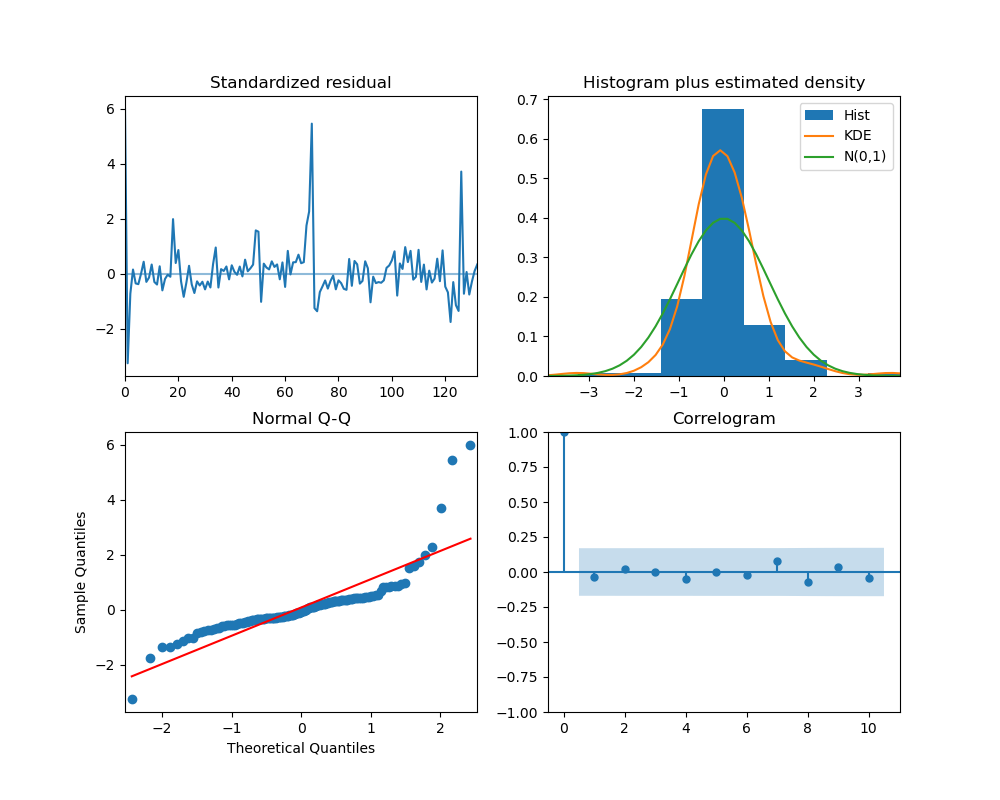 Standardized residual
6
4
2
0
−2
0 20 40 60 80 100 120
Histogram plus estimated density
0.7
0.6
0.5
0.4
0.3
0.2
0.1
0.0
−3 −2 −1 0 1 2 3
Hist
KDE
N(0,1)
Normal Q-Q
Sample Quantiles
6
4
2
0
−2
−2 −1 0 1 2
Theoretical Quantiles
Correlogram
1.00
0.75
0.50
0.25
0.00
−0.25
−0.50
−0.75
−1.00
0 2 4 6 8 10